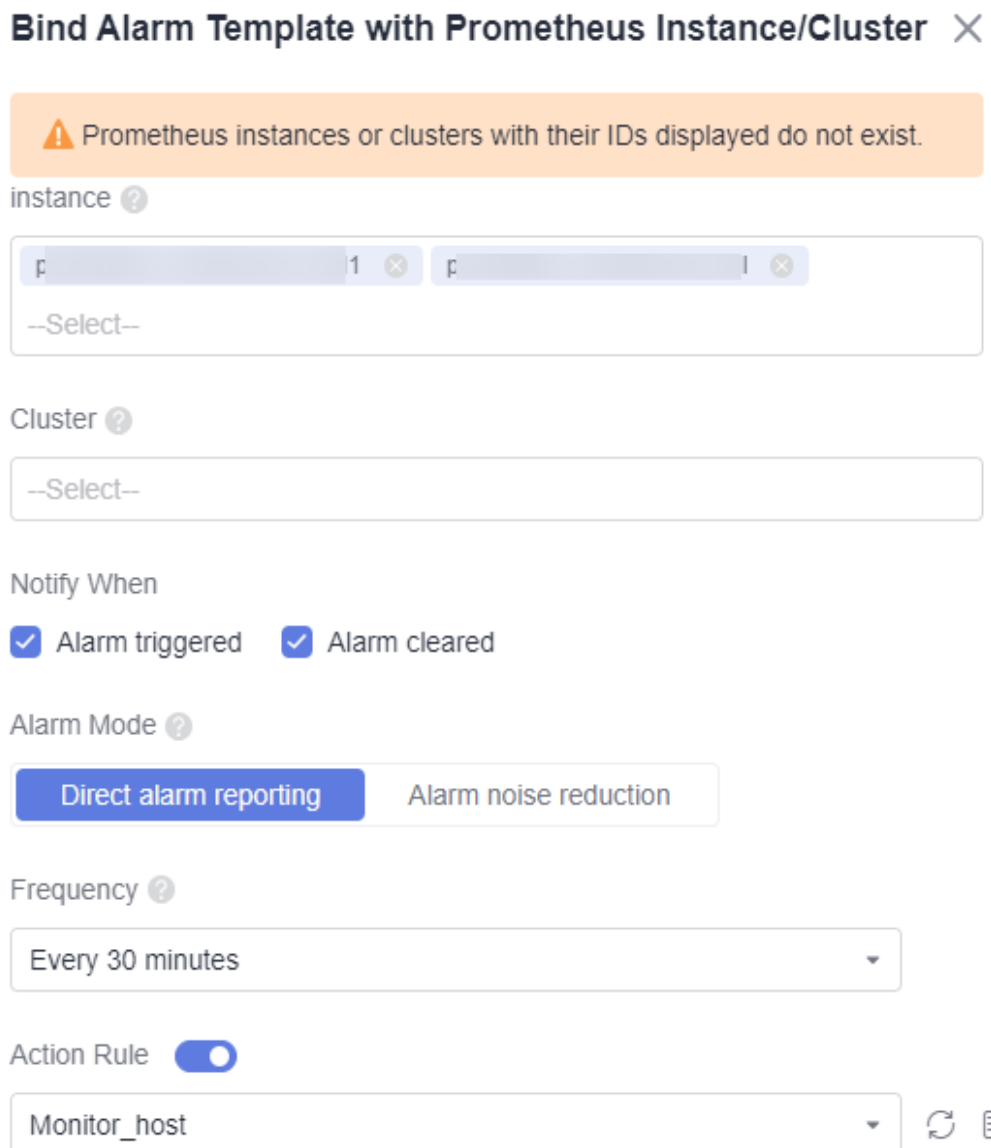 Bind Alarm Template with Prometheus Instance/Cluster
Prometheus instances or clusters with their IDs displayed do not exist.
instance
--Select--
Cluster
--Select--
Notify When
Alarm triggered Alarm cleared
Alarm Mode
Direct alarm reporting Alarm noise reduction
Frequency
Every 30 minutes
Action Rule
Monitor_host